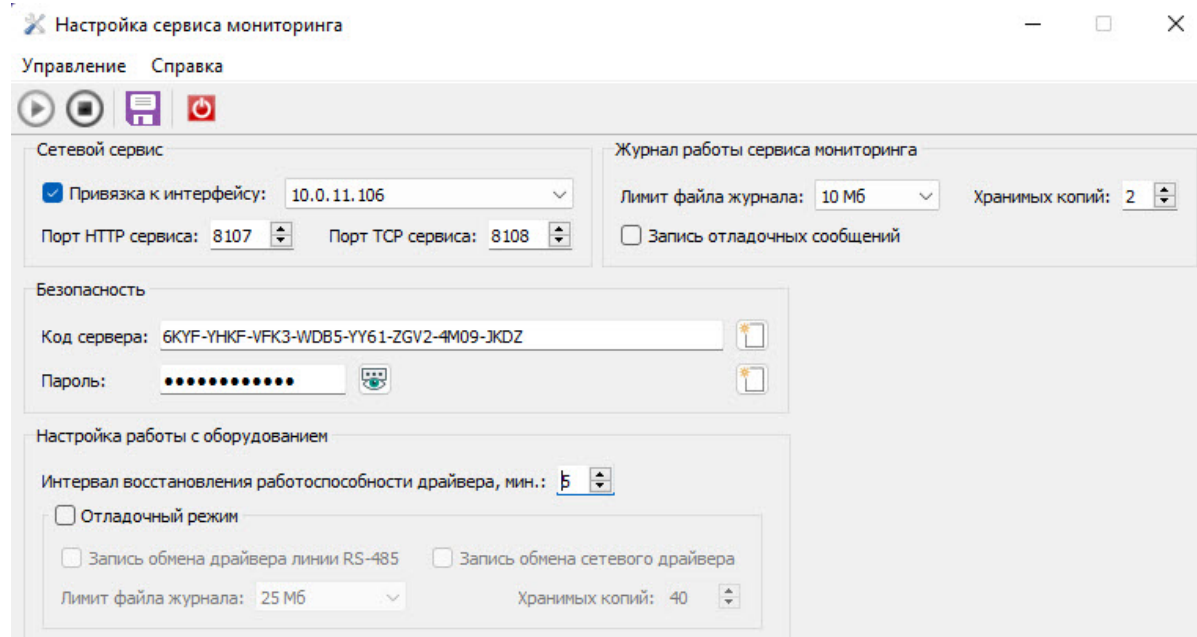 Настройка сервиса мониторинга
Управление Справка
Сетевой сервис
Привязка к интерфейсу: 10.0.11.106
Порт HTTP сервиса: 8107 Порт TCP сервиса: 8108
Журнал работы сервиса мониторинга
Лимит файла журнала: 10 Мб Хранимых копий: 2
Запись отладочных сообщений
Безопасность
Код сервера: 6KYF-YHKF-VFK3-WDB5-YY61-ZGV2-4M09-JKDZ
Пароль: ●●●●●●●●●●●●
Настройка работы с оборудованием
Интервал восстановления работоспособности драйвера, мин.: 5
Отладочный режим
Запись обмена драйвера линии RS-485 Запись обмена сетевого драйвера
Лимит файла журнала: 25 Мб Хранимых копий: 40